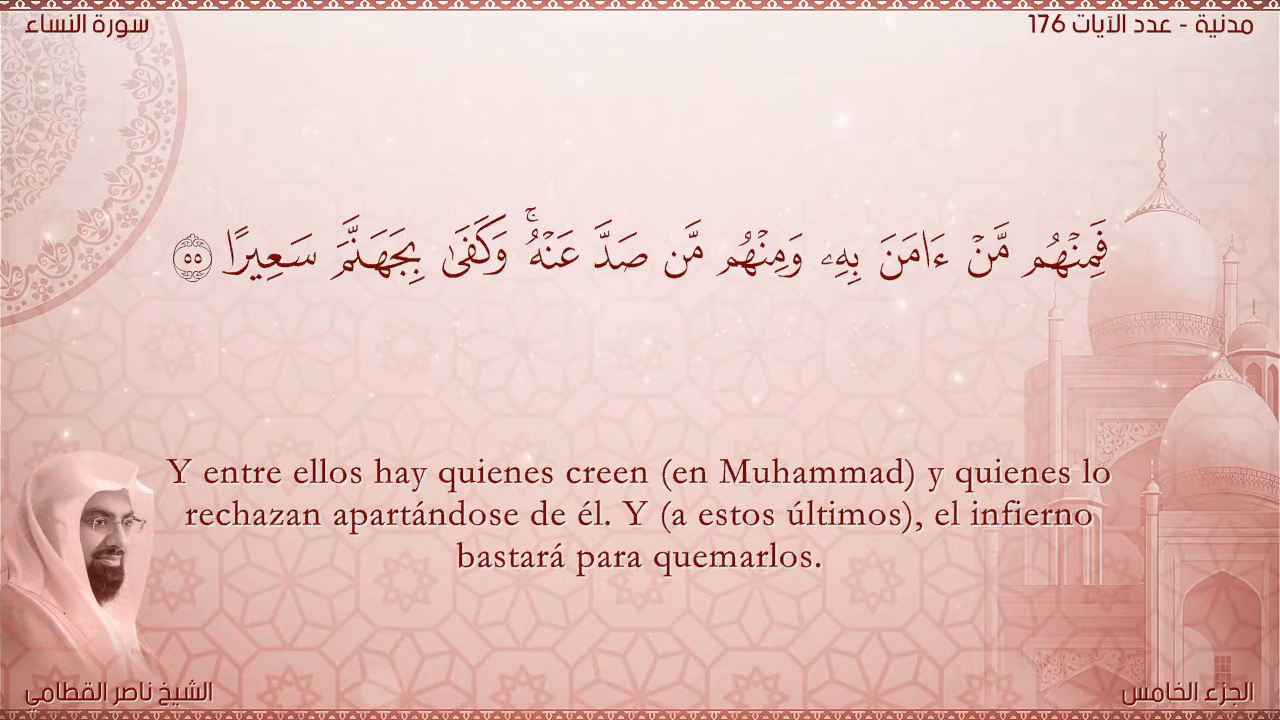 سورة النساء
مدنية - عدد الآيات 176
فَمِنْهُم مَّنْ ءَامَنَ بِهِۦ وَمِنْهُم مَّن صَدَّ عَنْهُ ۚ وَكَفَىٰ بِجَهَنَّمَ سَعِيرًا ٥٥
Y entre ellos hay quienes creen (en Muhammad) y quienes lo
rechazan apartándose de él. Y (a estos últimos), el infierno
bastará para quemarlos.
الشيخ ناصر القطامي
الجزء الخامس